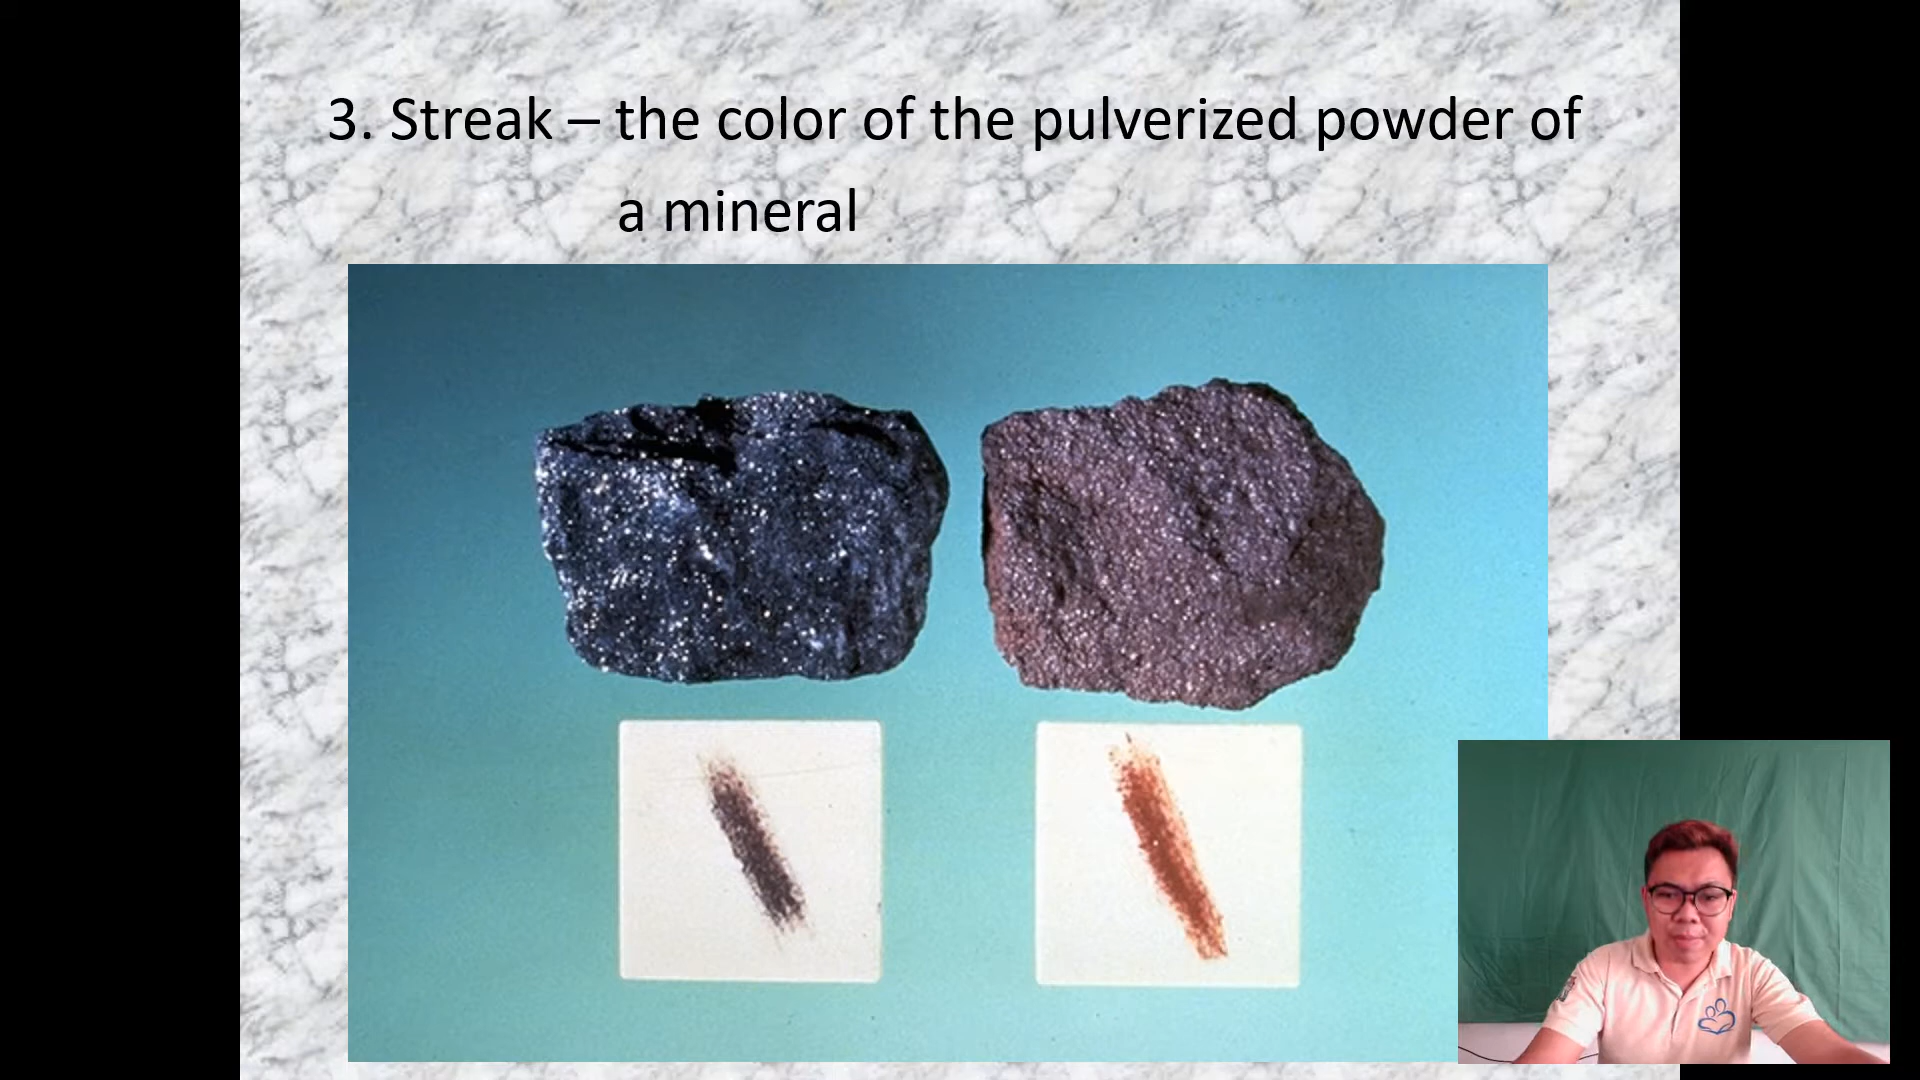 3. Streak – the color of the pulverized powder of
a mineral